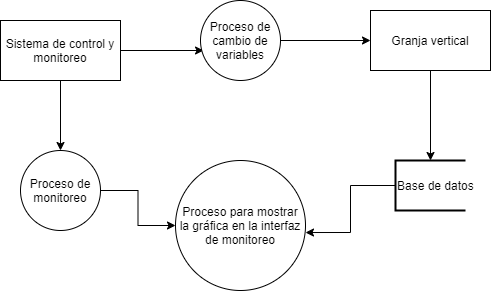 Sistema de control y
monitoreo
Proceso de
cambio de
variables
Granja vertical
Proceso de
monitoreo
Proceso para mostrar
la gráfica en la interfaz
de monitoreo
Base de datos